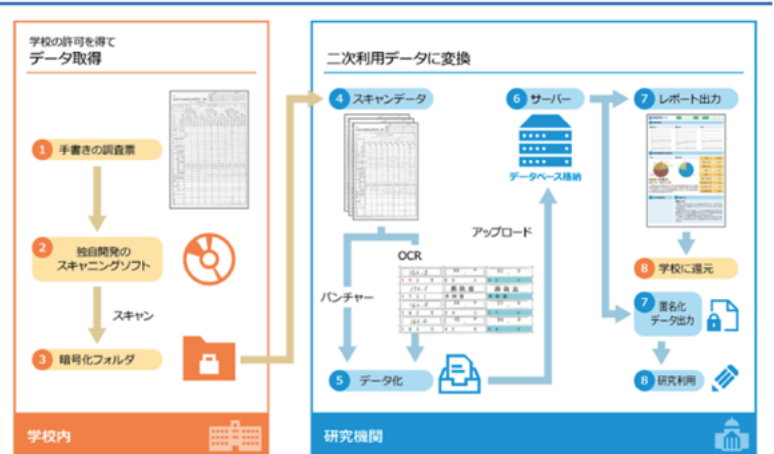 学校の許可を得て
データ取得
1 手書きの調査票
2 独自開発の
スキャニングソフト
スキャン
3 暗号化フォルダ
学校内
二次利用データに変換
4 スキャンデータ
OCR
パンチャー
5 データ化
アップロード
6 サーバー
データベース格納
7 レポート出力
8 学校に還元
7 匿名化
データ出力
8 研究利用
研究機関